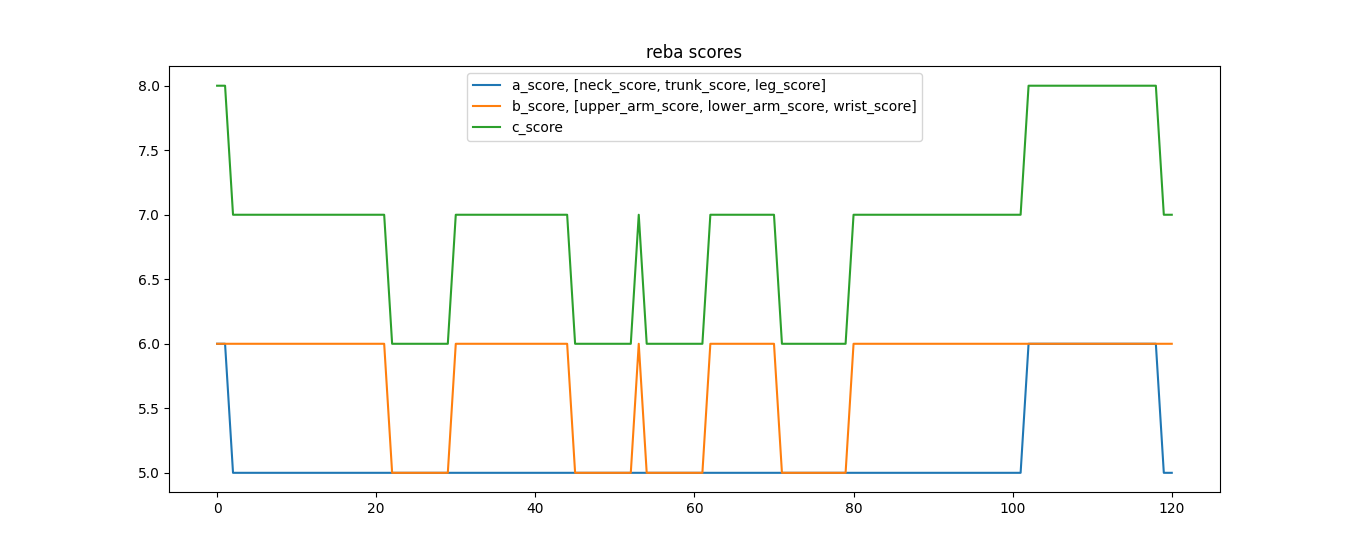 reba scores
a_score, [neck_score, trunk_score, leg_score]
b_score, [upper_arm_score, lower_arm_score, wrist_score]
c_score
8.0
7.5
7.0
6.5
6.0
5.5
5.0
0 20 40 60 80 100 120